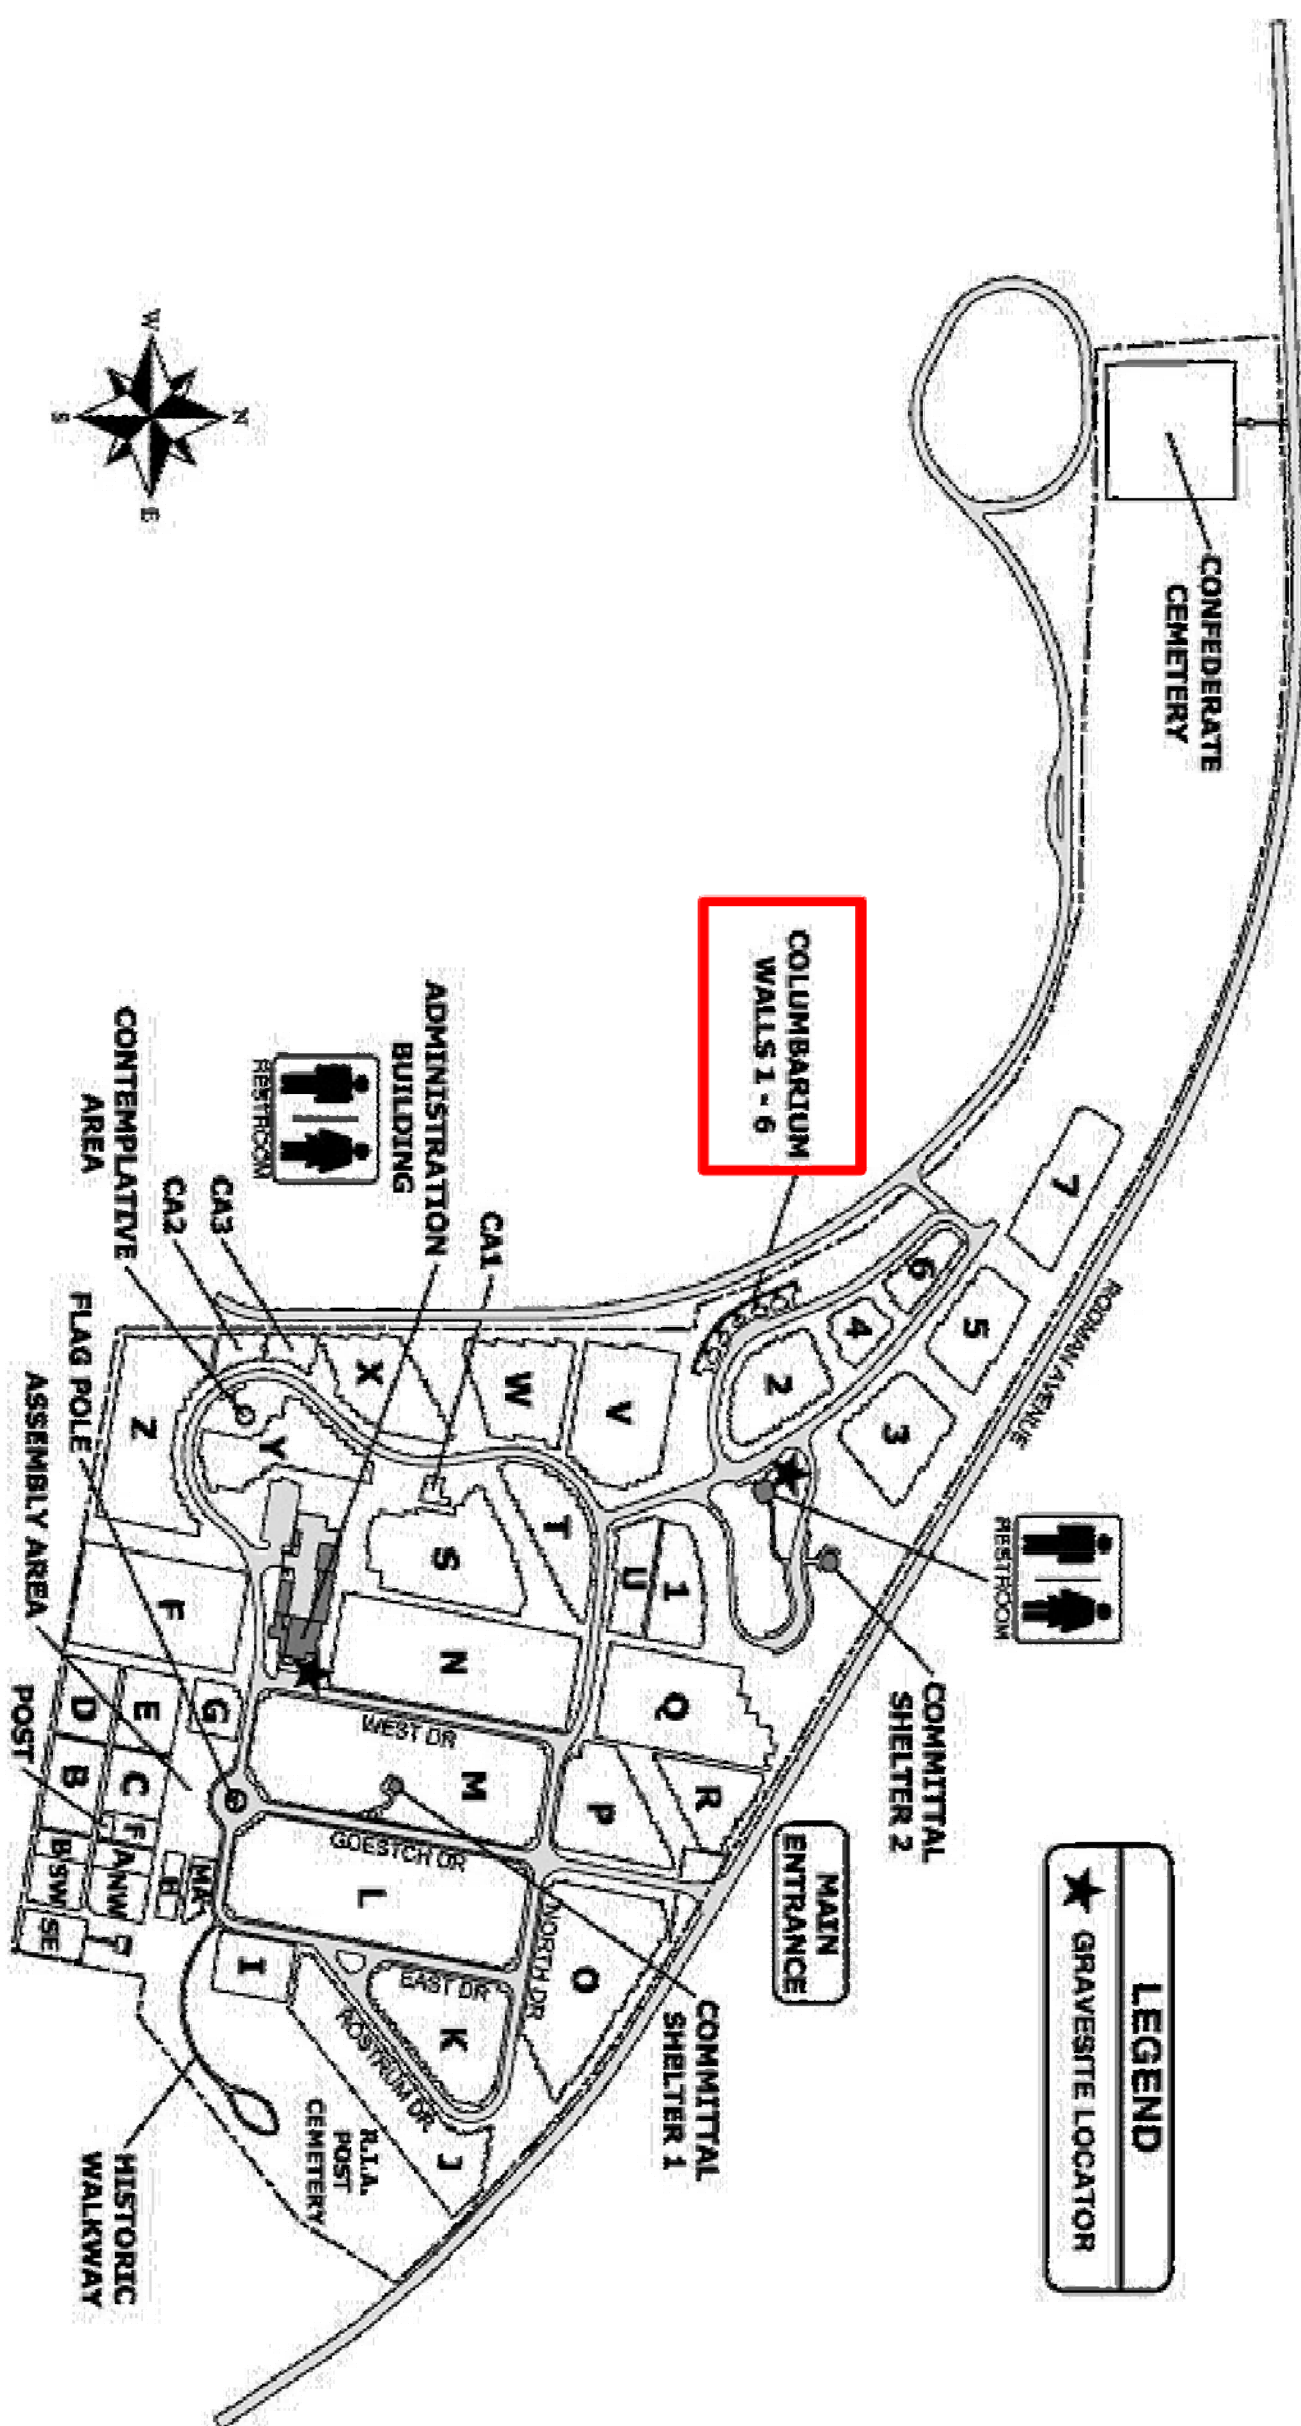 CONFEDERATE
CEMETERY
COLUMBARIUM
WALLS 1 - 6
ADMINISTRATION
BUILDING
RESTROOM
CONTEMPLATIVE
AREA
CA3
CA2
CA1
FLAG POLE
ASSEMBLY AREA
POST
RODMAN AVENUE
RESTROOM
COMMITTAL
SHELTER 2
MAIN
ENTRANCE
COMMITTAL
SHELTER 1
LEGEND
GRAVESITE LOCATOR
HISTORIC
WALKWAY
R.I.A.
POST
CEMETERY
WEST DR
GOESTCH DR
NORTH DR
EAST DR
ROSTRUM DR
7
6
5
4
3
2
1
Z
Y
X
W
V
U
T
S
R
Q
P
O
N
M
L
K
J
I
G
F
E
D
C
B
F
ANW
BSW
SE
MA
H
W
N
S
E